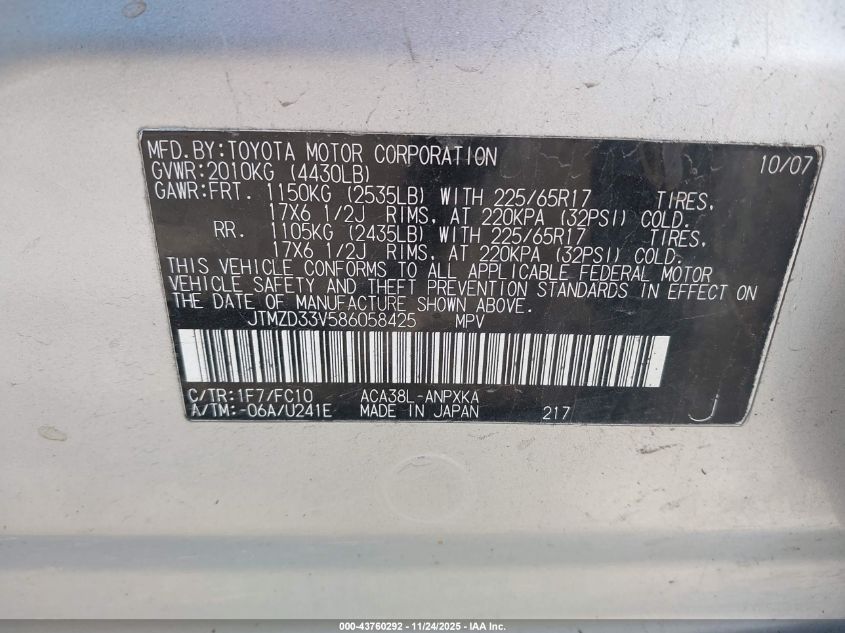 MFD.BY:TOYOTA MOTOR CORPORATION 10/07
GVWR:2010KG (4430LB)
GAWR:FRT. 1150KG (2535LB) WITH 225/65R17 TIRES,
17X6 1/2J RIMS, AT 220KPA (32PSI) COLD.
RR. 1105KG (2435LB) WITH 225/65R17 TIRES,
17X6 1/2J RIMS, AT 220KPA (32PSI) COLD.
THIS VEHICLE CONFORMS TO ALL APPLICABLE FEDERAL MOTOR
VEHICLE SAFETY AND THEFT PREVENTION STANDARDS IN EFFECT ON
THE DATE OF MANUFACTURE SHOWN ABOVE.
JTMZD33V586058425 MPV
C/TR:1F7/FC10 ACA38L-ANPXKA
A/TM:-06A/U241E MADE IN JAPAN 217 J
000-43760292 - 11/24/2025 - IAA Inc.